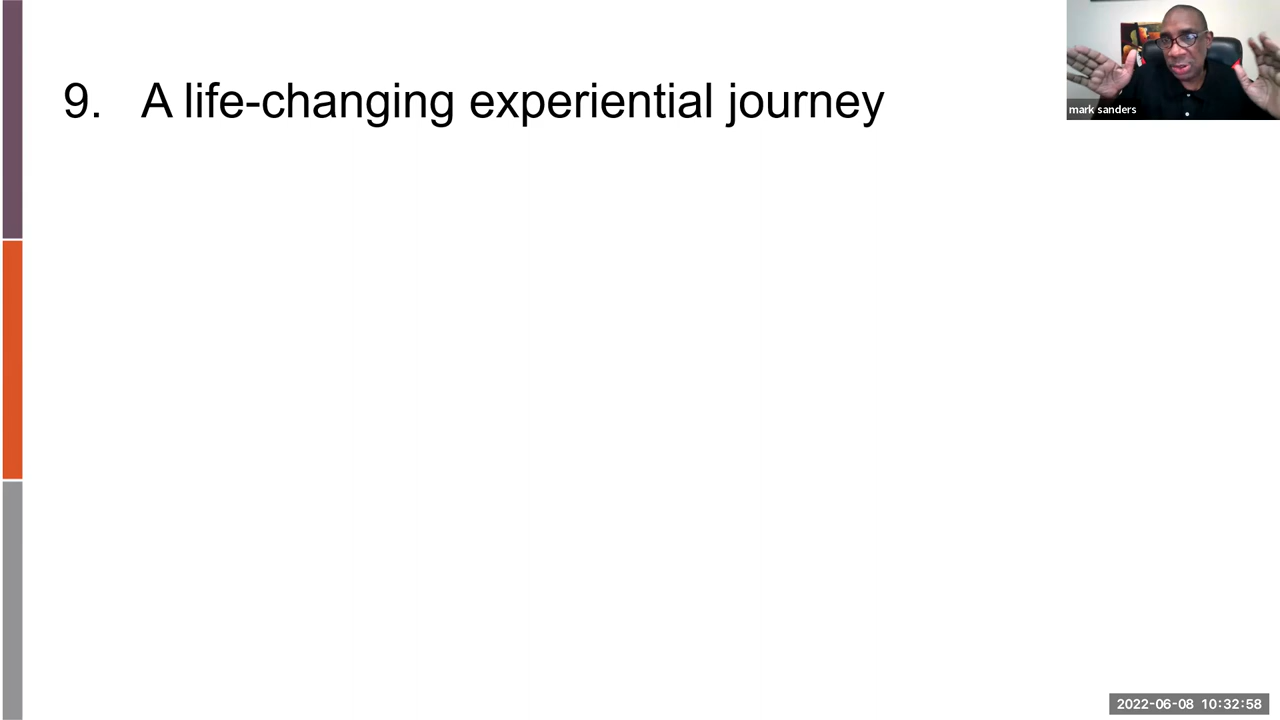 9. A life-changing experiential journey
mark sanders
2022-06-08 10:32:58